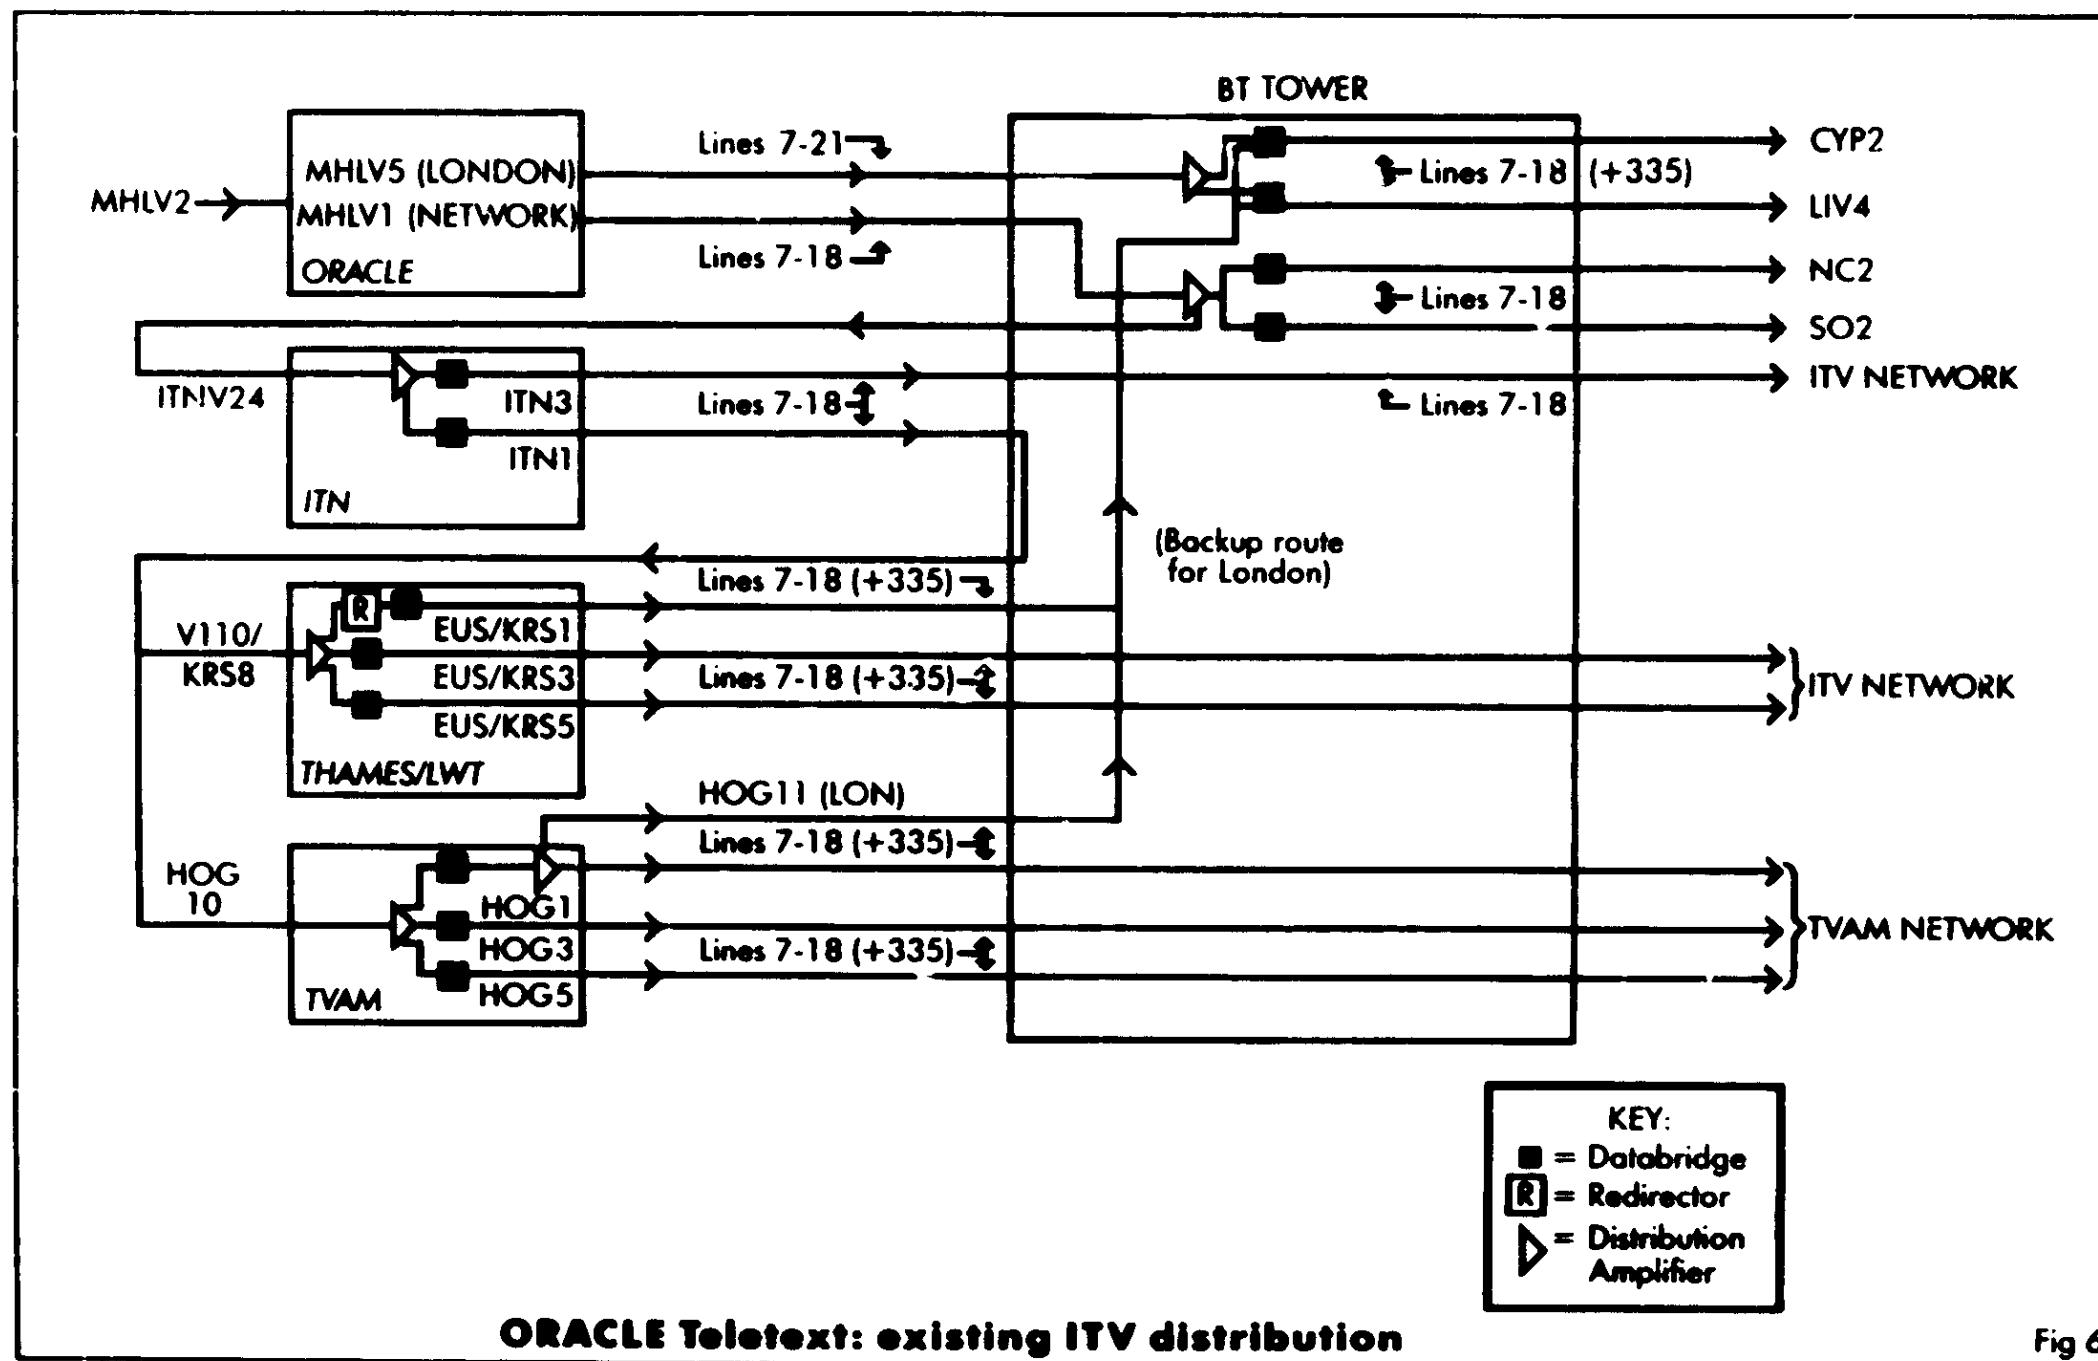 BT TOWER
Lines 7-21
CYP2
MHLV5 (LONDON)
Lines 7-18 (+335)
MHLV2
LIV4
MHLV1 (NETWORK)
Lines 7-18
ORACLE
NC2
Lines 7-18
SO2
ITV NETWORK
ITNV24
ITN3
Lines 7-18
Lines 7-18
ITN1
ITN
(Backup route
for London)
Lines 7-18 (+335)
R
V110/
KRS8
EUS/KRS1
EUS/KRS3
Lines 7-18 (+335)
ITV NETWORK
EUS/KRS5
THAMES/LWT
HOG11 (LON)
Lines 7-18 (+335)
HOG
10
HOG1
TVAM NETWORK
HOG3
Lines 7-18 (+335)
HOG5
TVAM
KEY:
= Databridge
R = Redirector
= Distribution
Amplifier
ORACLE Teletext: existing ITV distribution
Fig 6